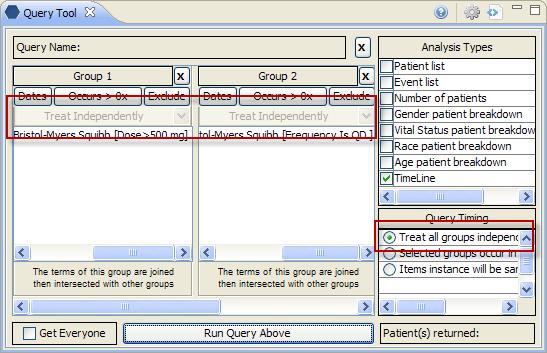 Query Tool
Query Name:
X
Group 1
X
Dates
Occurs > 0x
Exclude
Treat Independently
Bristol-Myers Squibb [Dose >500 mg]
The terms of this group are joined
then intersected with other groups
Group 2
X
Dates
Occurs > 0x
Exclude
Treat Independently
tol-Myers Squibb [Frequency Is QD ]
The terms of this group are joined
then intersected with other groups
Get Everyone
Run Query Above
Analysis Types
Patient list
Event list
Number of patients
Gender patient breakdown
Vital Status patient breakdow
Race patient breakdown
Age patient breakdown
TimeLine
Query Timing
Treat all groups independ
Selected groups occur in
Items instance will be sar
Patient(s) returned: